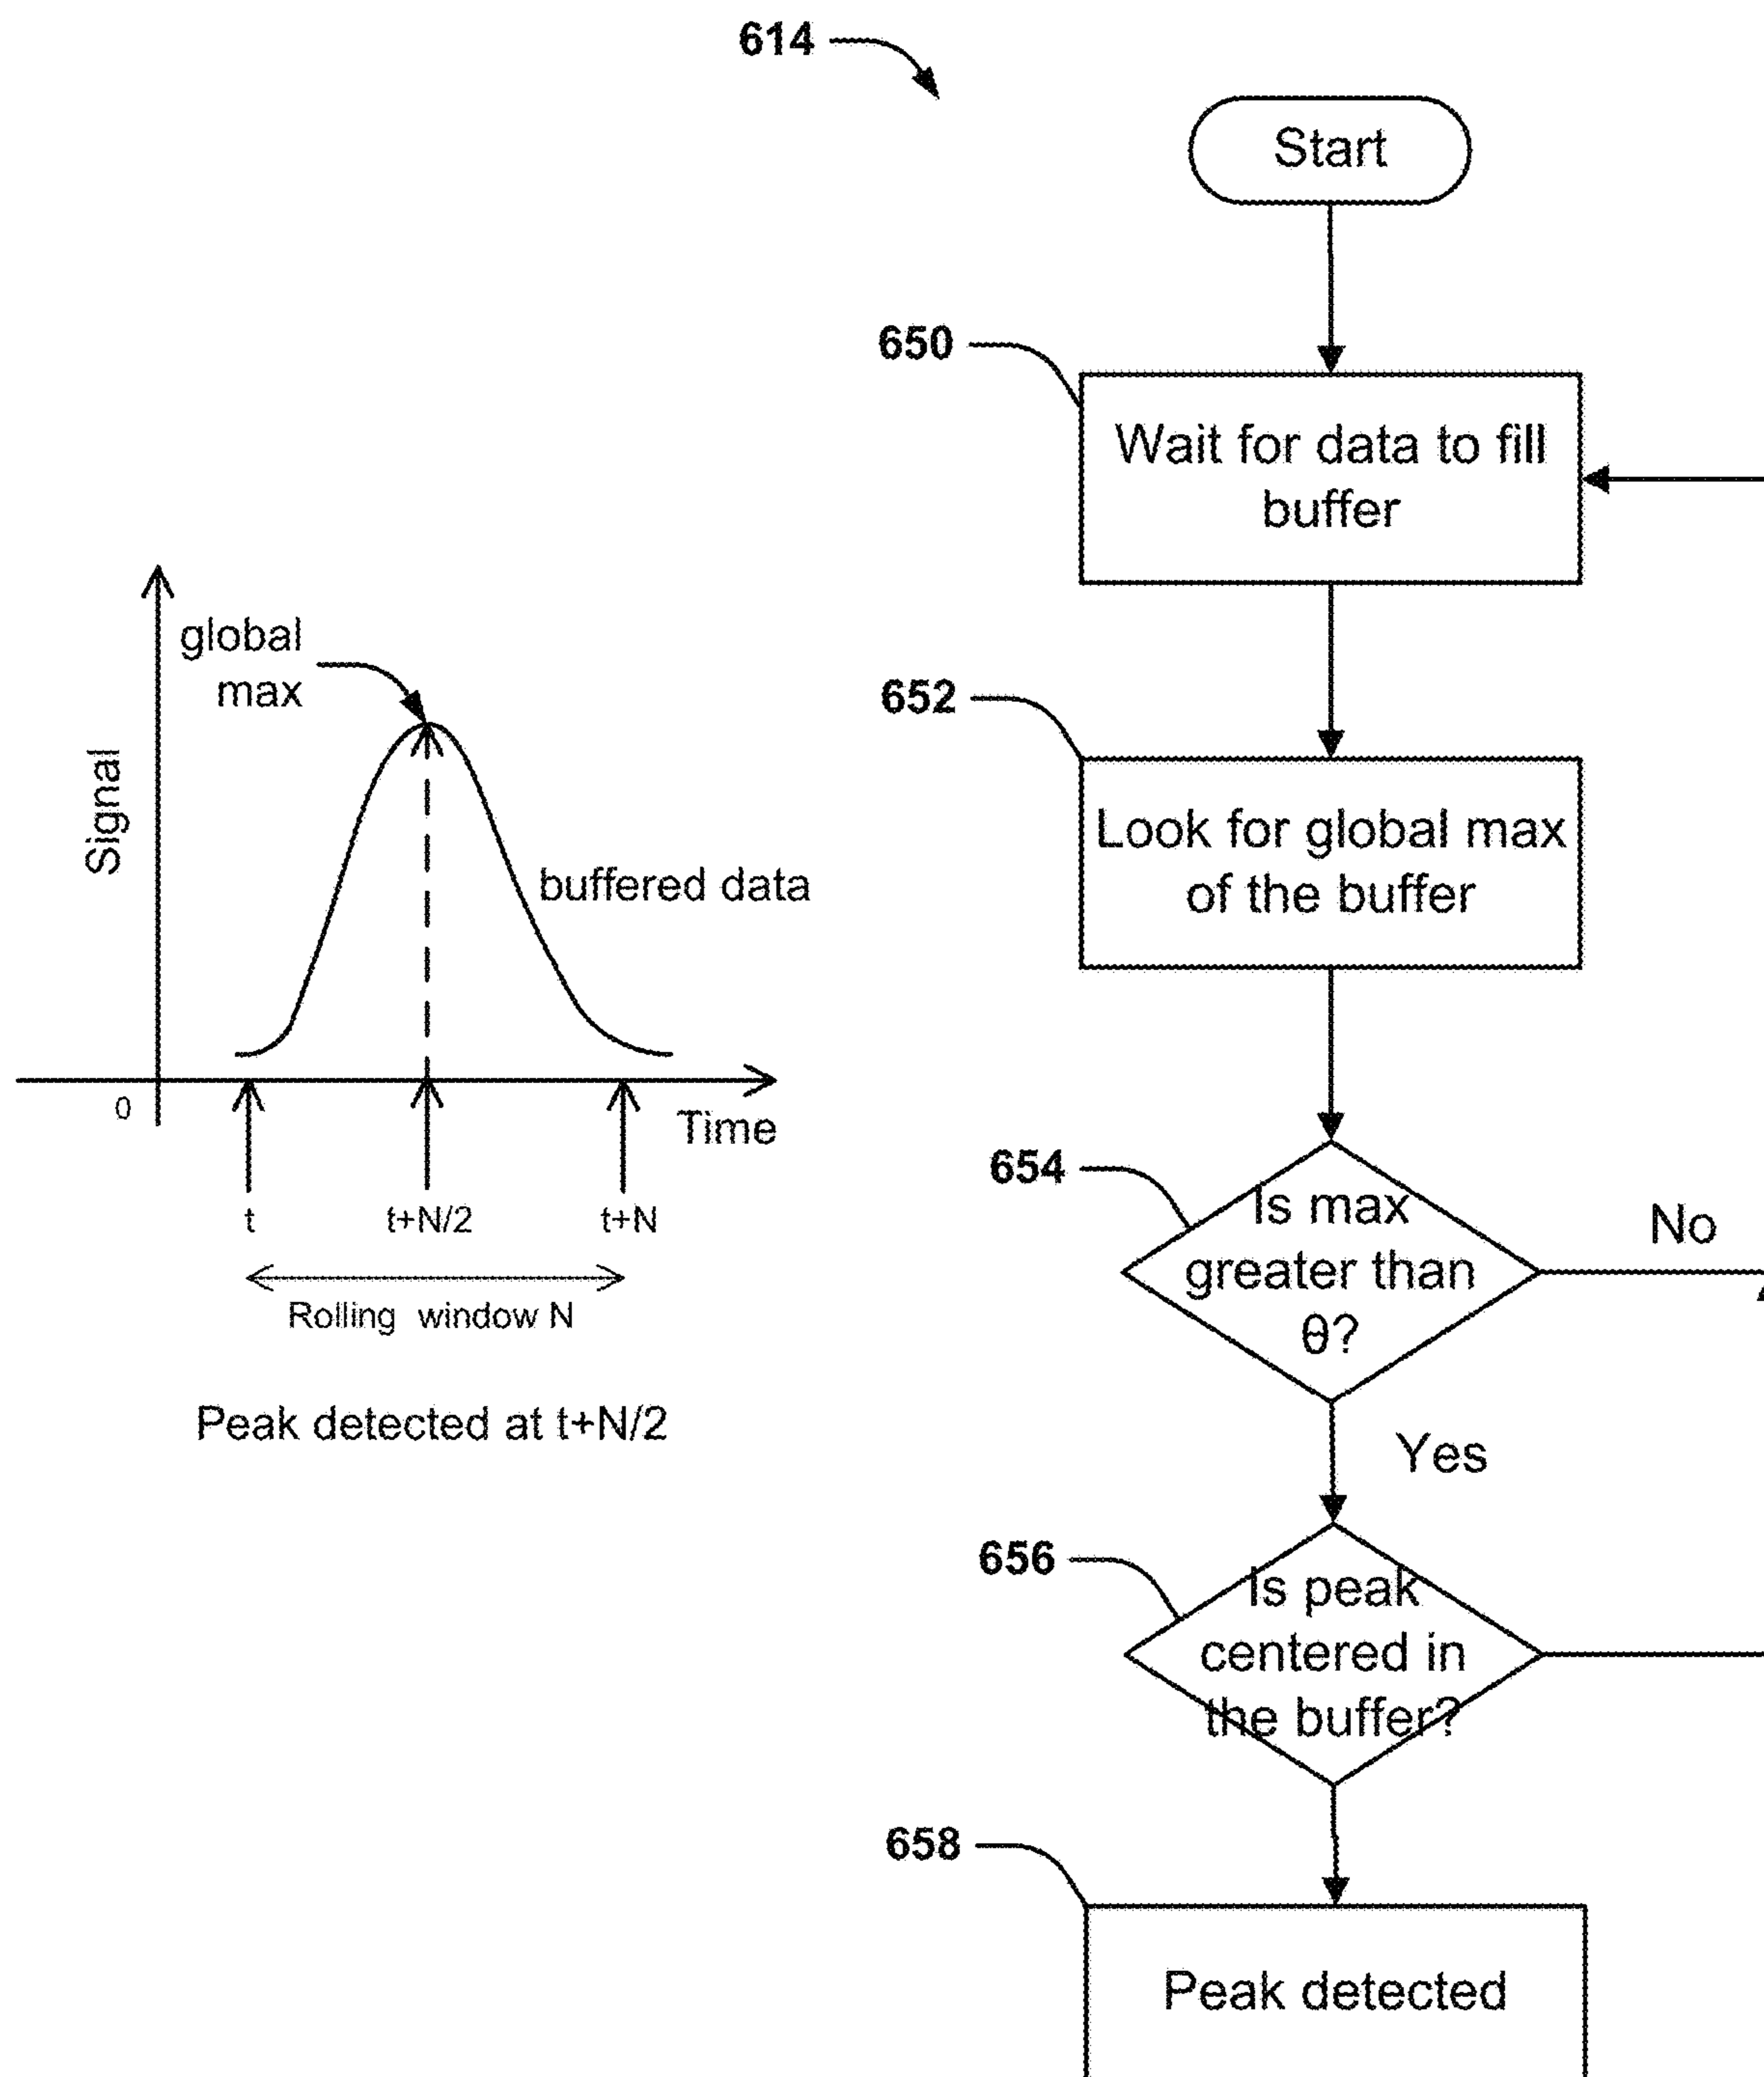 614
Start
650
Wait for data to fill
buffer
global
max
652
Look for global max
of the buffer
Signal
buffered data
0
Time
t
t+N/2
t+N
Rolling window N
Peak detected at t+N/2
654
Is max
greater than
θ?
No
Yes
656
Is peak
centered in
the buffer?
658
Peak detected